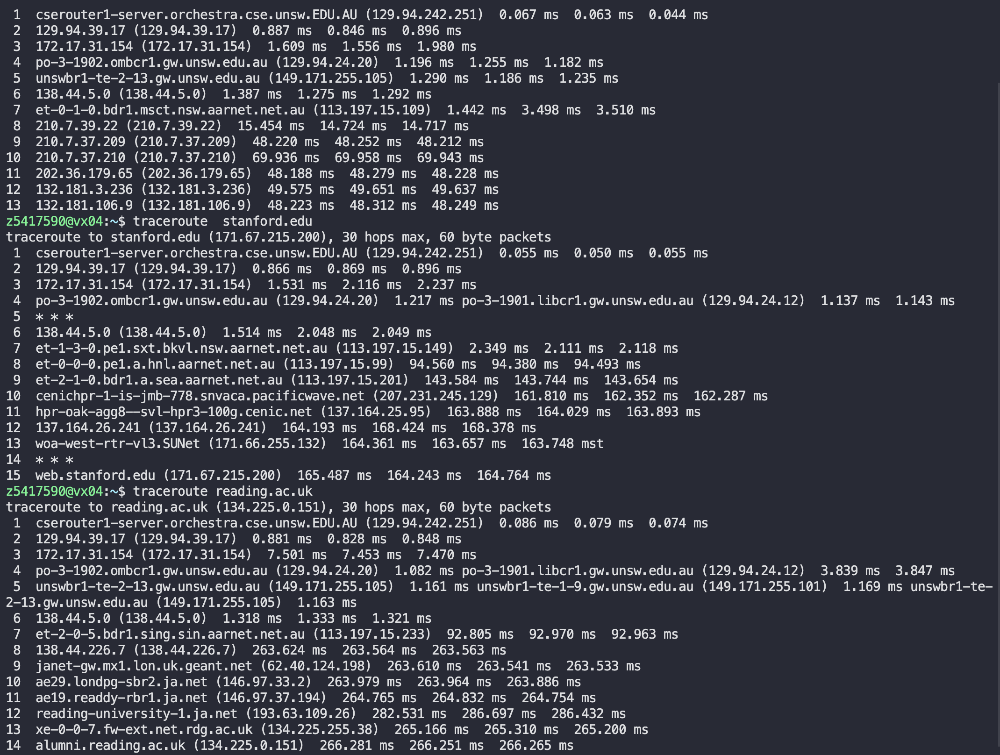 1  cserouter1-server.orchestra.cse.unsw.EDU.AU (129.94.242.251)  0.067 ms  0.063 ms  0.044 ms
2  129.94.39.17 (129.94.39.17)  0.887 ms  0.846 ms  0.896 ms
3  172.17.31.154 (172.17.31.154)  1.609 ms  1.556 ms  1.980 ms
4  po-3-1902.ombcr1.gw.unsw.edu.au (129.94.24.20)  1.196 ms  1.255 ms  1.182 ms
5  unswbr1-te-2-13.gw.unsw.edu.au (149.171.255.105)  1.290 ms  1.186 ms  1.235 ms
6  138.44.5.0 (138.44.5.0)  1.387 ms  1.275 ms  1.292 ms
7  et-0-1-0.bdr1.msct.nsw.aarnet.net.au (113.197.15.109)  1.442 ms  3.498 ms  3.510 ms
8  210.7.39.22 (210.7.39.22)  15.454 ms  14.724 ms  14.717 ms
9  210.7.37.209 (210.7.37.209)  48.220 ms  48.252 ms  48.212 ms
10  210.7.37.210 (210.7.37.210)  69.936 ms  69.958 ms  69.943 ms
11  202.36.179.65 (202.36.179.65)  48.188 ms  48.279 ms  48.228 ms
12  132.181.3.236 (132.181.3.236)  49.575 ms  49.651 ms  49.637 ms
13  132.181.106.9 (132.181.106.9)  48.223 ms  48.312 ms  48.249 ms
z5417590@vx04:~$ traceroute  stanford.edu
traceroute to stanford.edu (171.67.215.200), 30 hops max, 60 byte packets
1  cserouter1-server.orchestra.cse.unsw.EDU.AU (129.94.242.251)  0.055 ms  0.050 ms  0.055 ms
2  129.94.39.17 (129.94.39.17)  0.866 ms  0.869 ms  0.896 ms
3  172.17.31.154 (172.17.31.154)  1.531 ms  2.116 ms  2.237 ms
4  po-3-1902.ombcr1.gw.unsw.edu.au (129.94.24.20)  1.217 ms po-3-1901.libcr1.gw.unsw.edu.au (129.94.24.12)  1.137 ms  1.143 ms
5  * * *
6  138.44.5.0 (138.44.5.0)  1.514 ms  2.048 ms  2.049 ms
7  et-1-3-0.pe1.sxt.bkvl.nsw.aarnet.net.au (113.197.15.149)  2.349 ms  2.111 ms  2.118 ms
8  et-0-0-0.pe1.a.hnl.aarnet.net.au (113.197.15.99)  94.560 ms  94.380 ms  94.493 ms
9  et-2-1-0.bdr1.a.sea.aarnet.net.au (113.197.15.201)  143.584 ms  143.744 ms  143.654 ms
10  cenichpr-1-is-jmb-778.snvaca.pacificwave.net (207.231.245.129)  161.810 ms  162.352 ms  162.287 ms
11  hpr-oak-agg8--svl-hpr3-100g.cenic.net (137.164.25.95)  163.888 ms  164.029 ms  163.893 ms
12  137.164.26.241 (137.164.26.241)  164.193 ms  168.424 ms  168.378 ms
13  woa-west-rtr-vl3.SUNet (171.66.255.132)  164.361 ms  163.657 ms  163.748 mst
14  * * *
15  web.stanford.edu (171.67.215.200)  165.487 ms  164.243 ms  164.764 ms
z5417590@vx04:~$ traceroute reading.ac.uk
traceroute to reading.ac.uk (134.225.0.151), 30 hops max, 60 byte packets
1  cserouter1-server.orchestra.cse.unsw.EDU.AU (129.94.242.251)  0.086 ms  0.079 ms  0.074 ms
2  129.94.39.17 (129.94.39.17)  0.881 ms  0.828 ms  0.848 ms
3  172.17.31.154 (172.17.31.154)  7.501 ms  7.453 ms  7.470 ms
4  po-3-1902.ombcr1.gw.unsw.edu.au (129.94.24.20)  1.082 ms po-3-1901.libcr1.gw.unsw.edu.au (129.94.24.12)  3.839 ms  3.847 ms
5  unswbr1-te-2-13.gw.unsw.edu.au (149.171.255.105)  1.161 ms unswbr1-te-1-9.gw.unsw.edu.au (149.171.255.101)  1.169 ms unswbr1-te-
2-13.gw.unsw.edu.au (149.171.255.105)  1.163 ms
6  138.44.5.0 (138.44.5.0)  1.318 ms  1.333 ms  1.321 ms
7  et-2-0-5.bdr1.sing.sin.aarnet.net.au (113.197.15.233)  92.805 ms  92.970 ms  92.963 ms
8  138.44.226.7 (138.44.226.7)  263.624 ms  263.564 ms  263.563 ms
9  janet-gw.mx1.lon.uk.geant.net (62.40.124.198)  263.610 ms  263.541 ms  263.533 ms
10  ae29.londpg-sbr2.ja.net (146.97.33.2)  263.979 ms  263.964 ms  263.886 ms
11  ae19.readdy-rbr1.ja.net (146.97.37.194)  264.765 ms  264.832 ms  264.754 ms
12  reading-university-1.ja.net (193.63.109.26)  282.531 ms  286.697 ms  286.432 ms
13  xe-0-0-7.fw-ext.net.rdg.ac.uk (134.225.255.38)  265.166 ms  265.310 ms  265.200 ms
14  alumni.reading.ac.uk (134.225.0.151)  266.281 ms  266.251 ms  266.265 ms